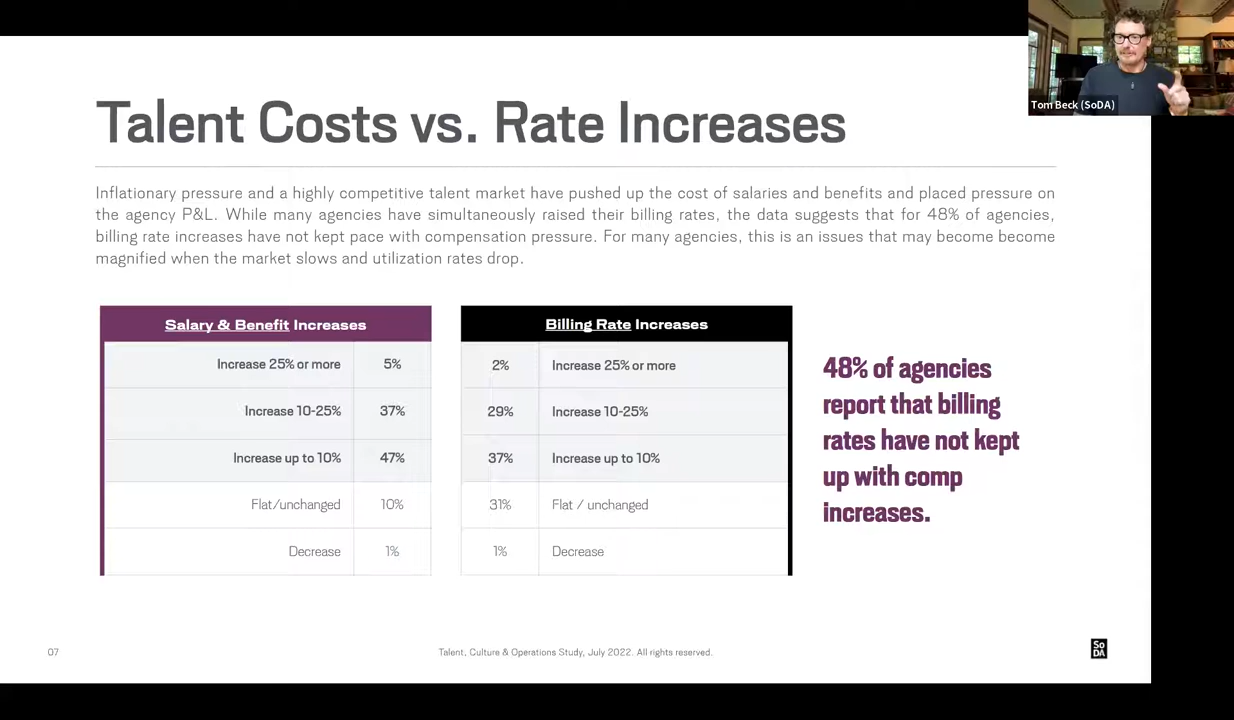 Tom Beck (SoDA)
Talent Costs vs. Rate Increases
Inflationary pressure and a highly competitive talent market have pushed up the cost of salaries and benefits and placed pressure on
the agency P&L. While many agencies have simultaneously raised their billing rates, the data suggests that for 48% of agencies,
billing rate increases have not kept pace with compensation pressure. For many agencies, this is an issues that may become become
magnified when the market slows and utilization rates drop.
Salary & Benefit Increases
Increase 25% or more 5%
Increase 10-25% 37%
Increase up to 10% 47%
Flat/unchanged 10%
Decrease 1%
Billing Rate Increases
2% Increase 25% or more
29% Increase 10-25%
37% Increase up to 10%
31% Flat / unchanged
1% Decrease
48% of agencies
report that billing
rates have not kept
up with comp
increases.
07
Talent, Culture & Operations Study, July 2022. All rights reserved.
So
DA